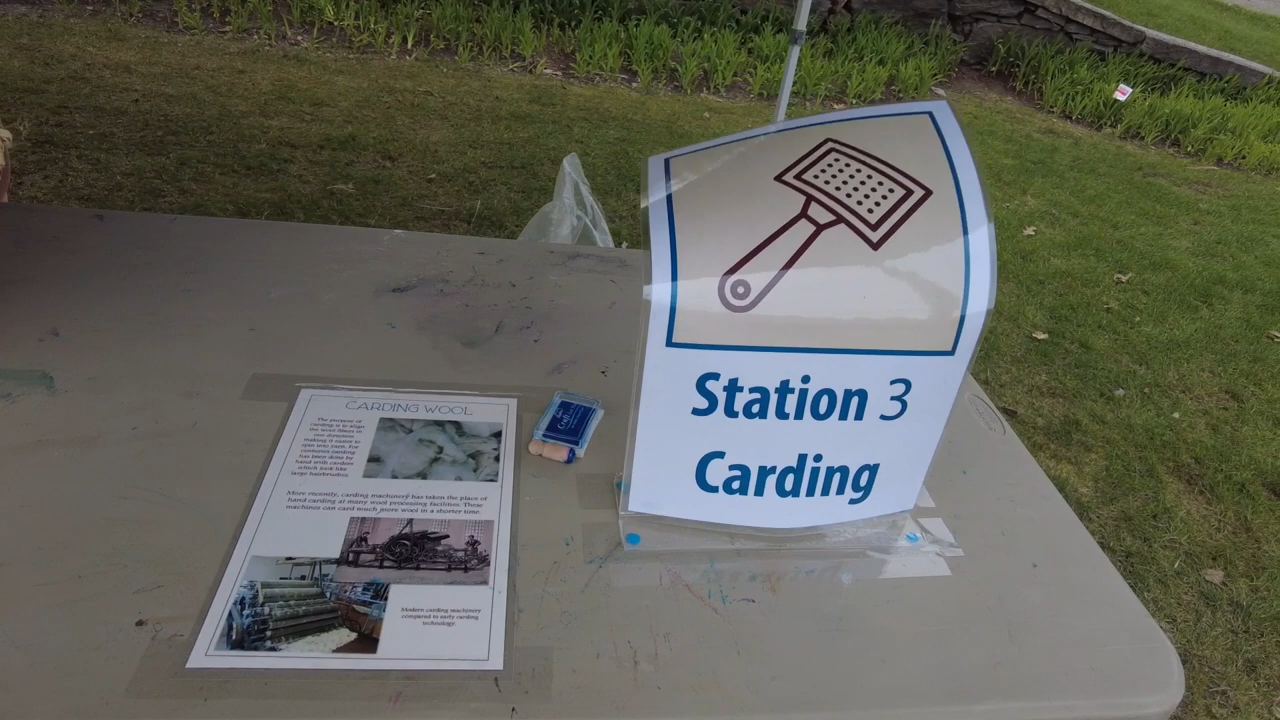 Station 3
Carding
CARDING WOOL
The purpose of
carding is to align
the wool fibers in
one direction
making it easier to
spin into yarn. For
centuries carding
has been done by
hand with carders
which look like
large hairbrushes.
More recently, carding machinery has taken the place of
hand carding at many wool processing facilities. These
machines can card much more wool in a shorter time.
Modern carding machinery
compared to early carding
technology.
Craft